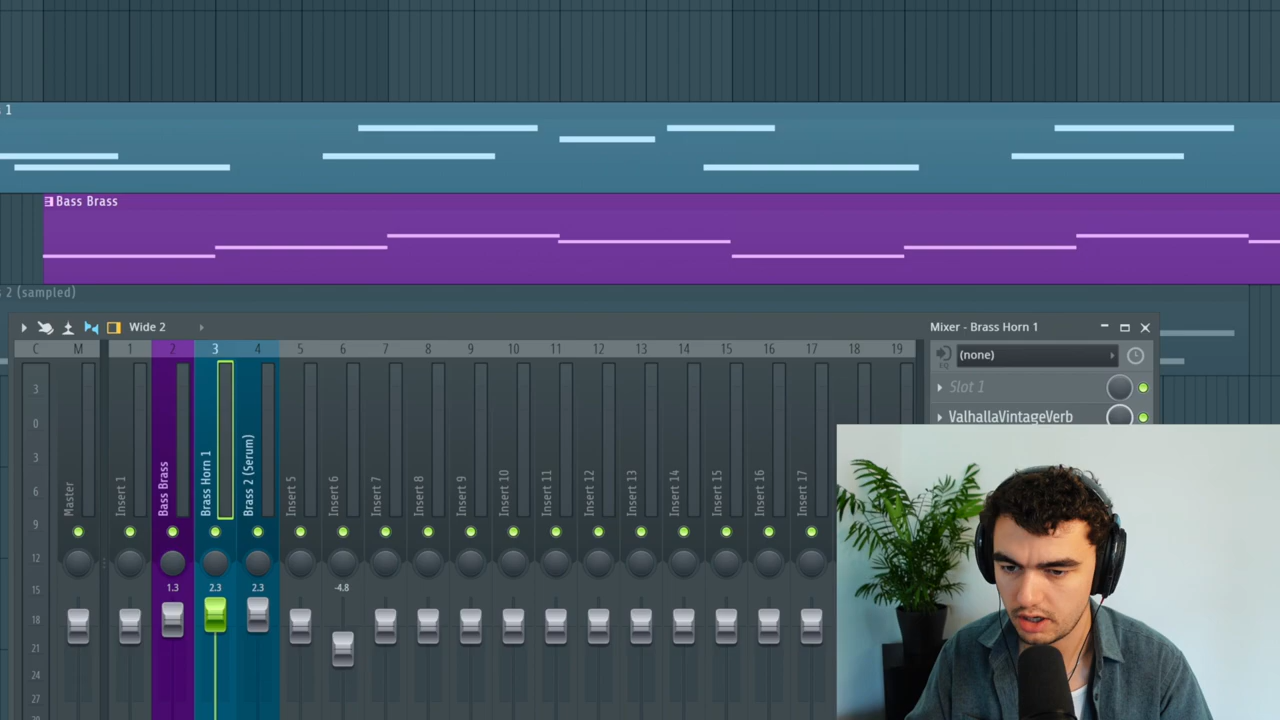 1
Bass Brass
2 (sampled)
Wide 2
Mixer - Brass Horn 1
C M 1 2 3 4 5 6 7 8 9 10 11 12 13 14 15 16 17 18 19
(none)
EQ
Slot 1
ValhallaVintageVerb
3
0
3
6
9
12
15
18
21
24
27
Master
Insert 1
Bass Brass
Brass Horn 1
Brass 2 (Serum)
Insert 5
Insert 6
Insert 7
Insert 8
Insert 9
Insert 10
Insert 11
Insert 12
Insert 13
Insert 14
Insert 15
Insert 16
Insert 17
1.3 2.3 2.3 -4.8